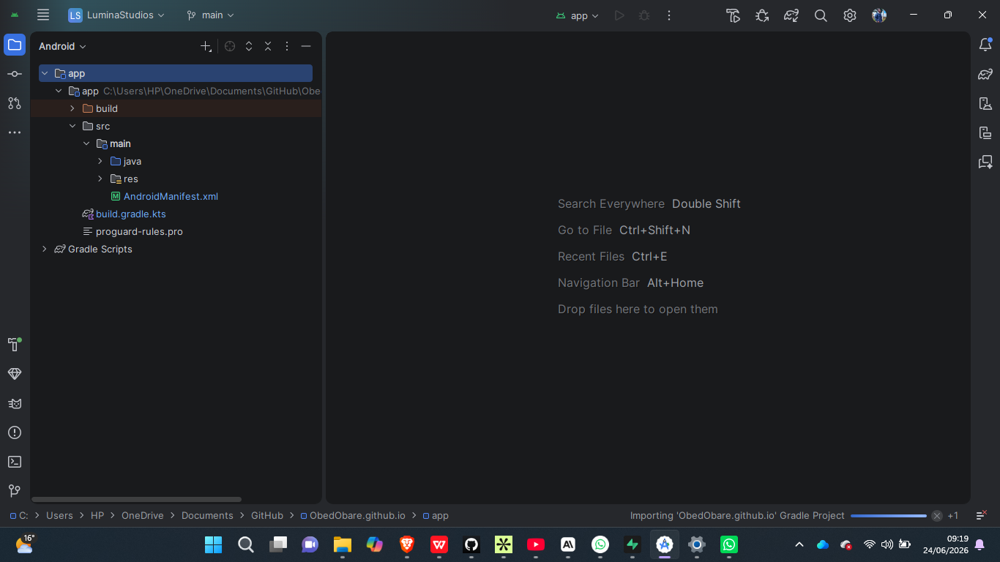 LS LuminaStudios main app
Android
app
app C:\Users\HP\OneDrive\Documents\GitHub\Obe
build
src
main
java
res
M AndroidManifest.xml
build.gradle.kts
proguard-rules.pro
Gradle Scripts
Search Everywhere Double Shift
Go to File Ctrl+Shift+N
Recent Files Ctrl+E
Navigation Bar Alt+Home
Drop files here to open them
C: Users HP OneDrive Documents GitHub ObedObare.github.io app Importing 'ObedObare.github.io' Gradle Project +1
16°
09:19
24/06/2026